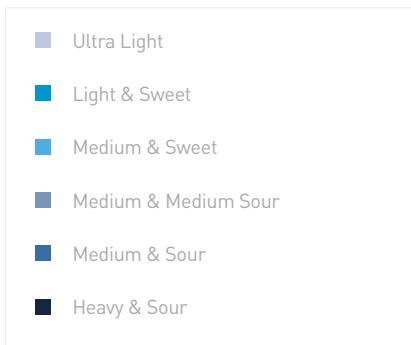 Ultra Light
Light & Sweet
Medium & Sweet
Medium & Medium Sour
Medium & Sour
Heavy & Sour